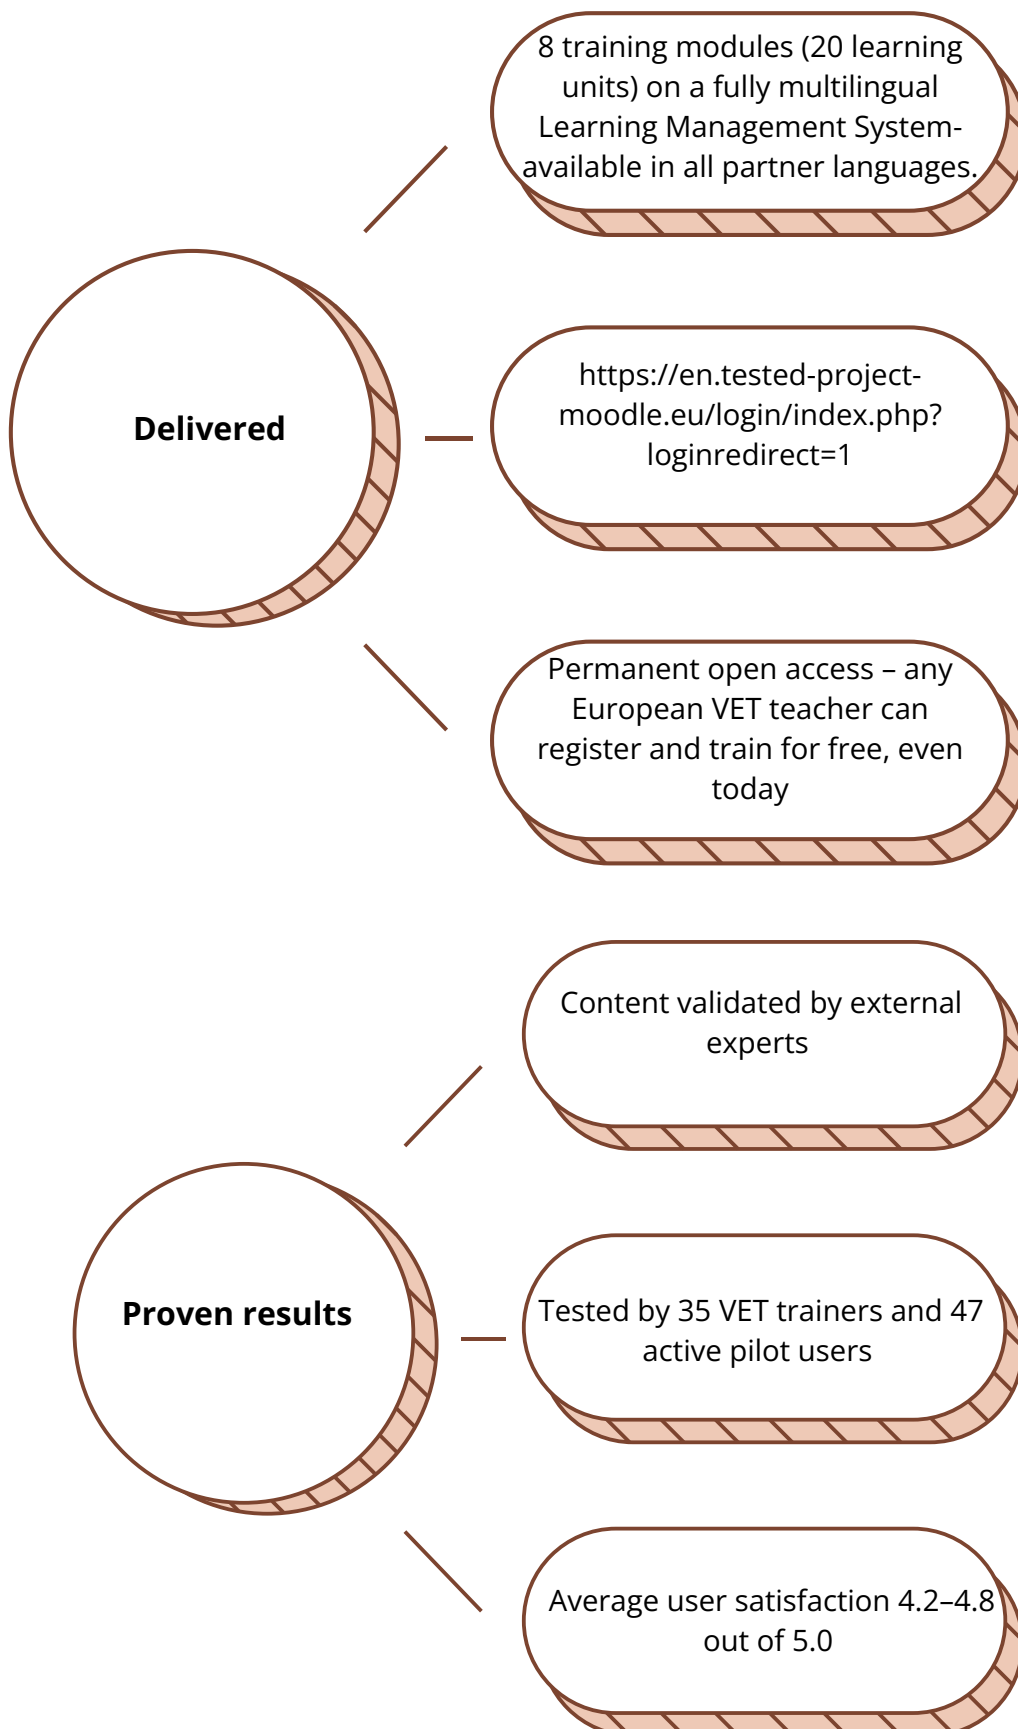 8 training modules (20 learning
units) on a fully multilingual
Learning Management System-
available in all partner languages.
Delivered
https://en.tested-project-
moodle.eu/login/index.php?
loginredirect=1
Permanent open access – any
European VET teacher can
register and train for free, even
today
Content validated by external
experts
Proven results
Tested by 35 VET trainers and 47
active pilot users
Average user satisfaction 4.2–4.8
out of 5.0